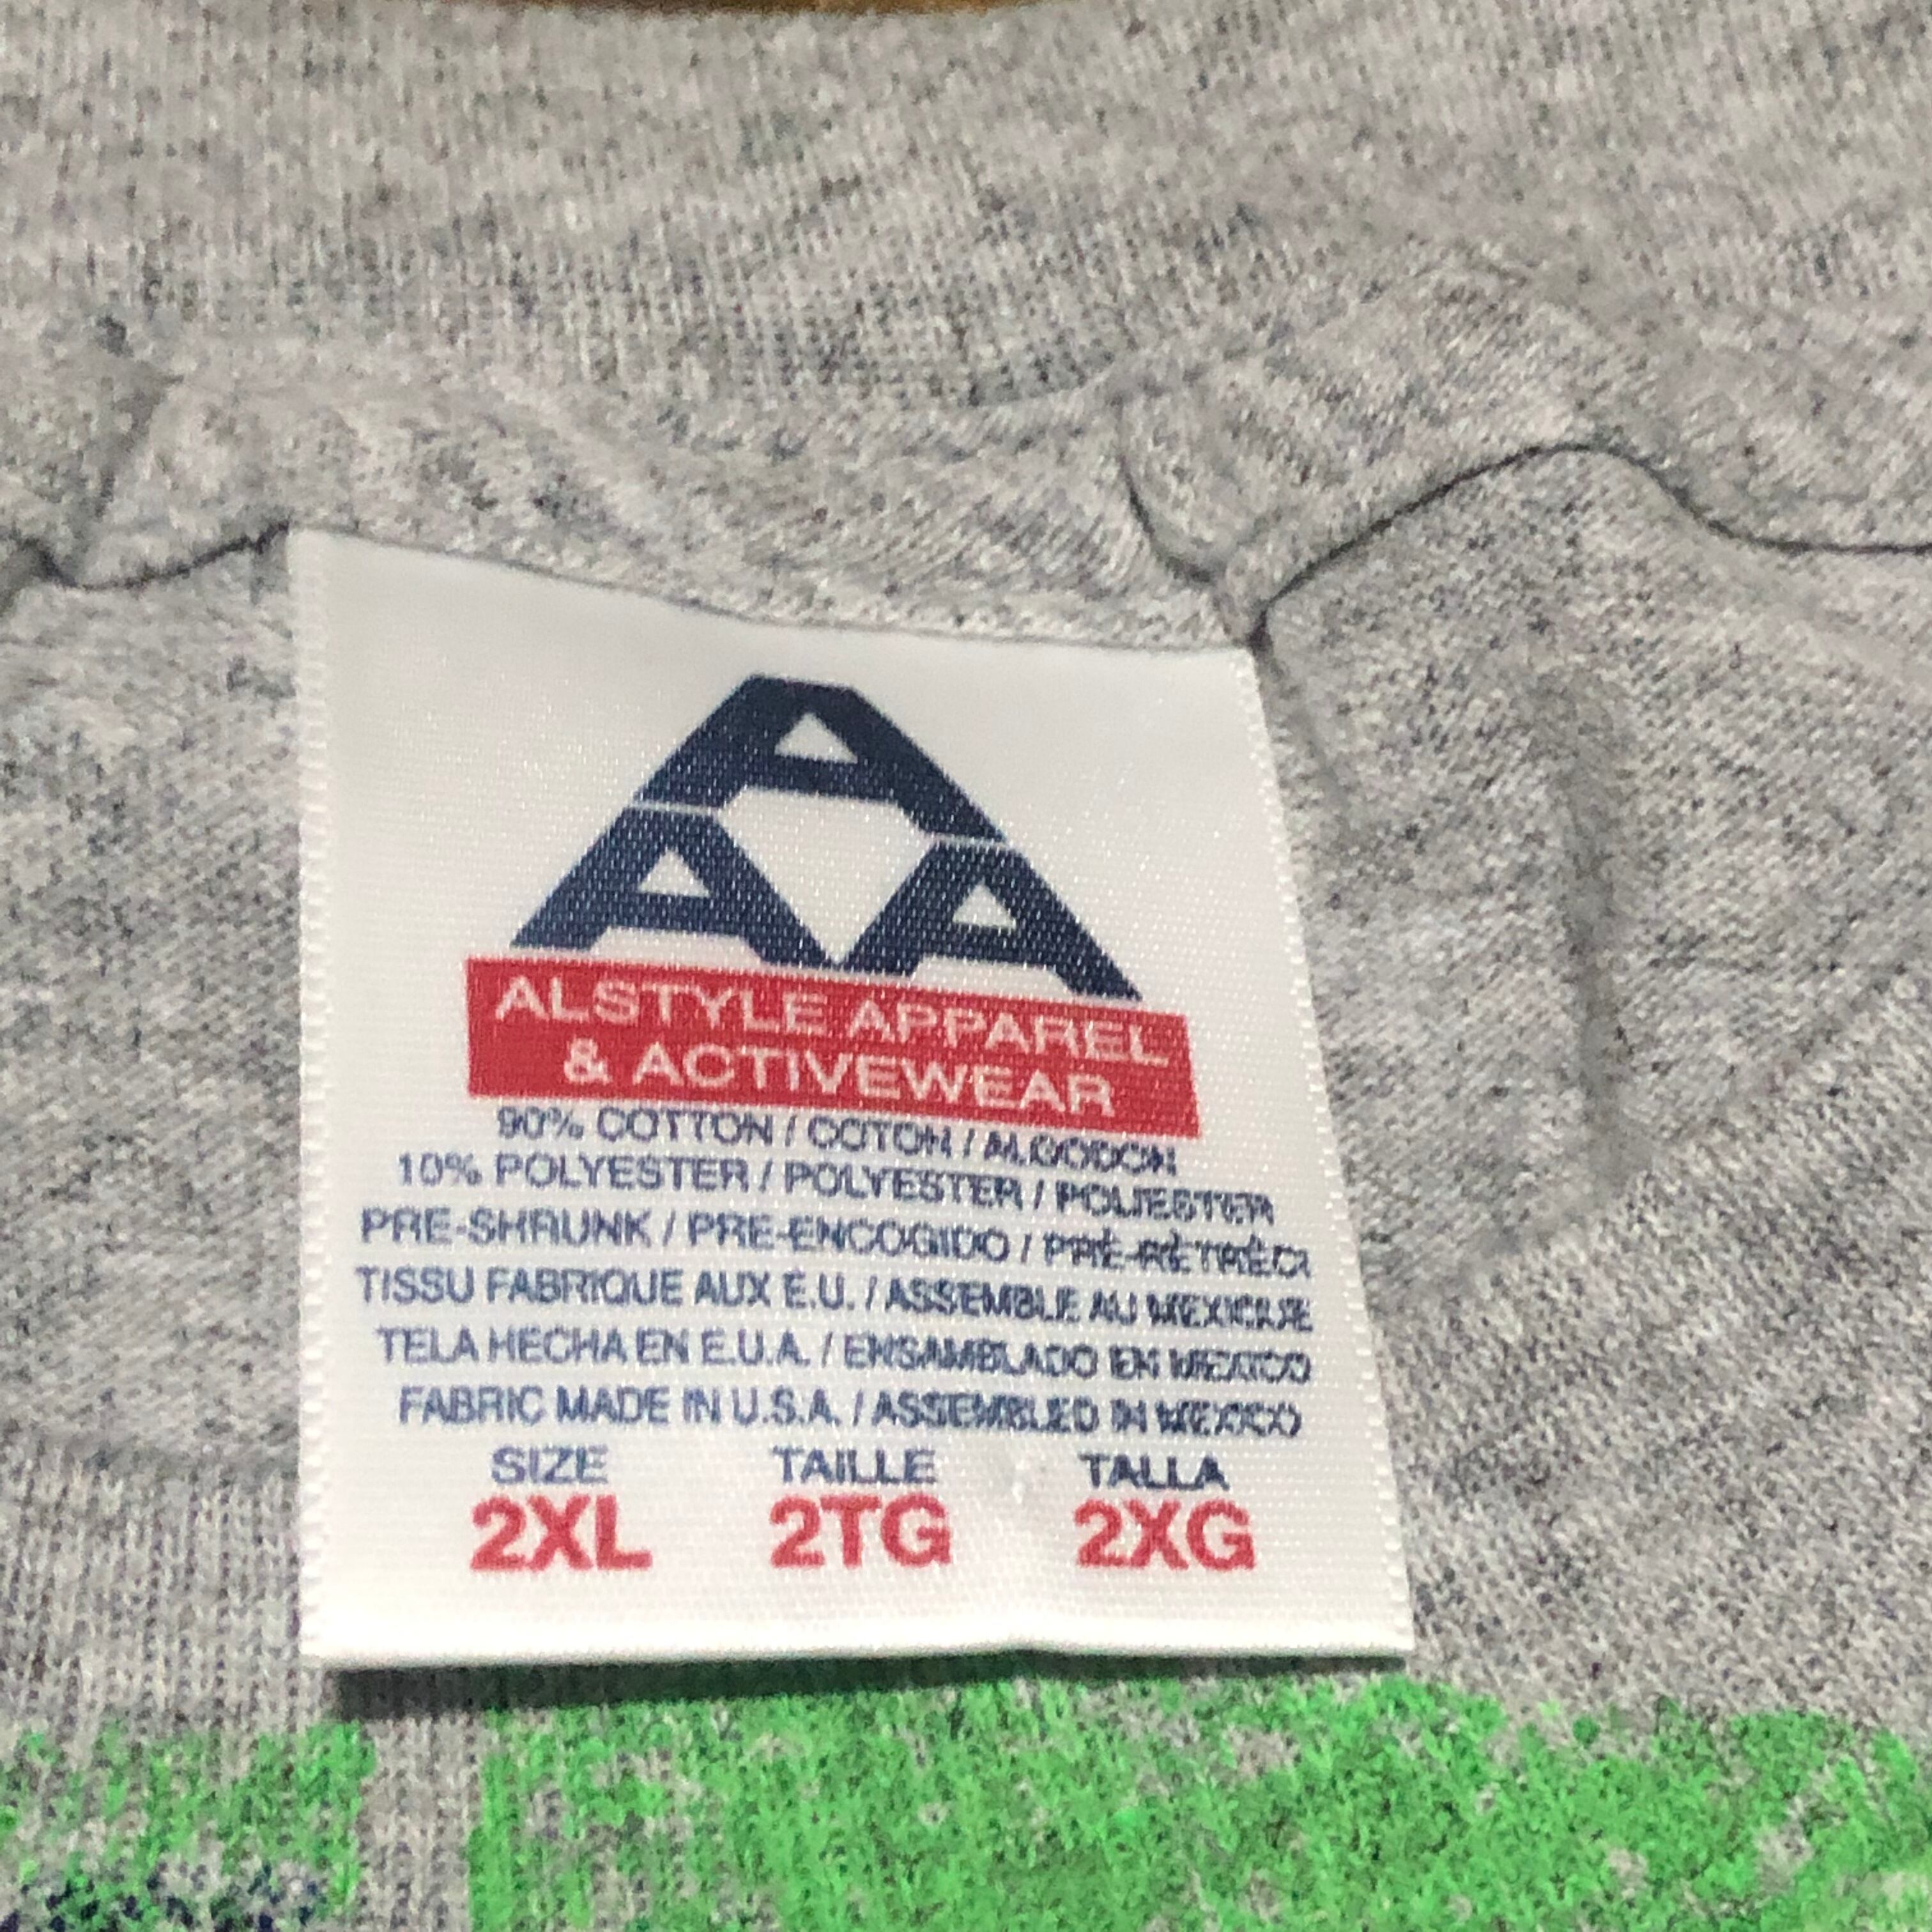 A
A A
ALSTYLE APPAREL
& ACTIVEWEAR
90% COTTON / COTON / ALGODON
10% POLYESTER / POLYESTER / POLIESTER
PRE-SHRUNK / PRE-ENCOGIDO / PRÉ-RÉTRÉCI
TISSU FABRIQUE AUX E.U. / ASSEMBLE AU MEXIQUE
TELA HECHA EN E.U.A. / ENSAMBLADO EN MEXICO
FABRIC MADE IN U.S.A. / ASSEMBLED IN MEXICO
SIZE TAILLE TALLA
2XL 2TG 2XG